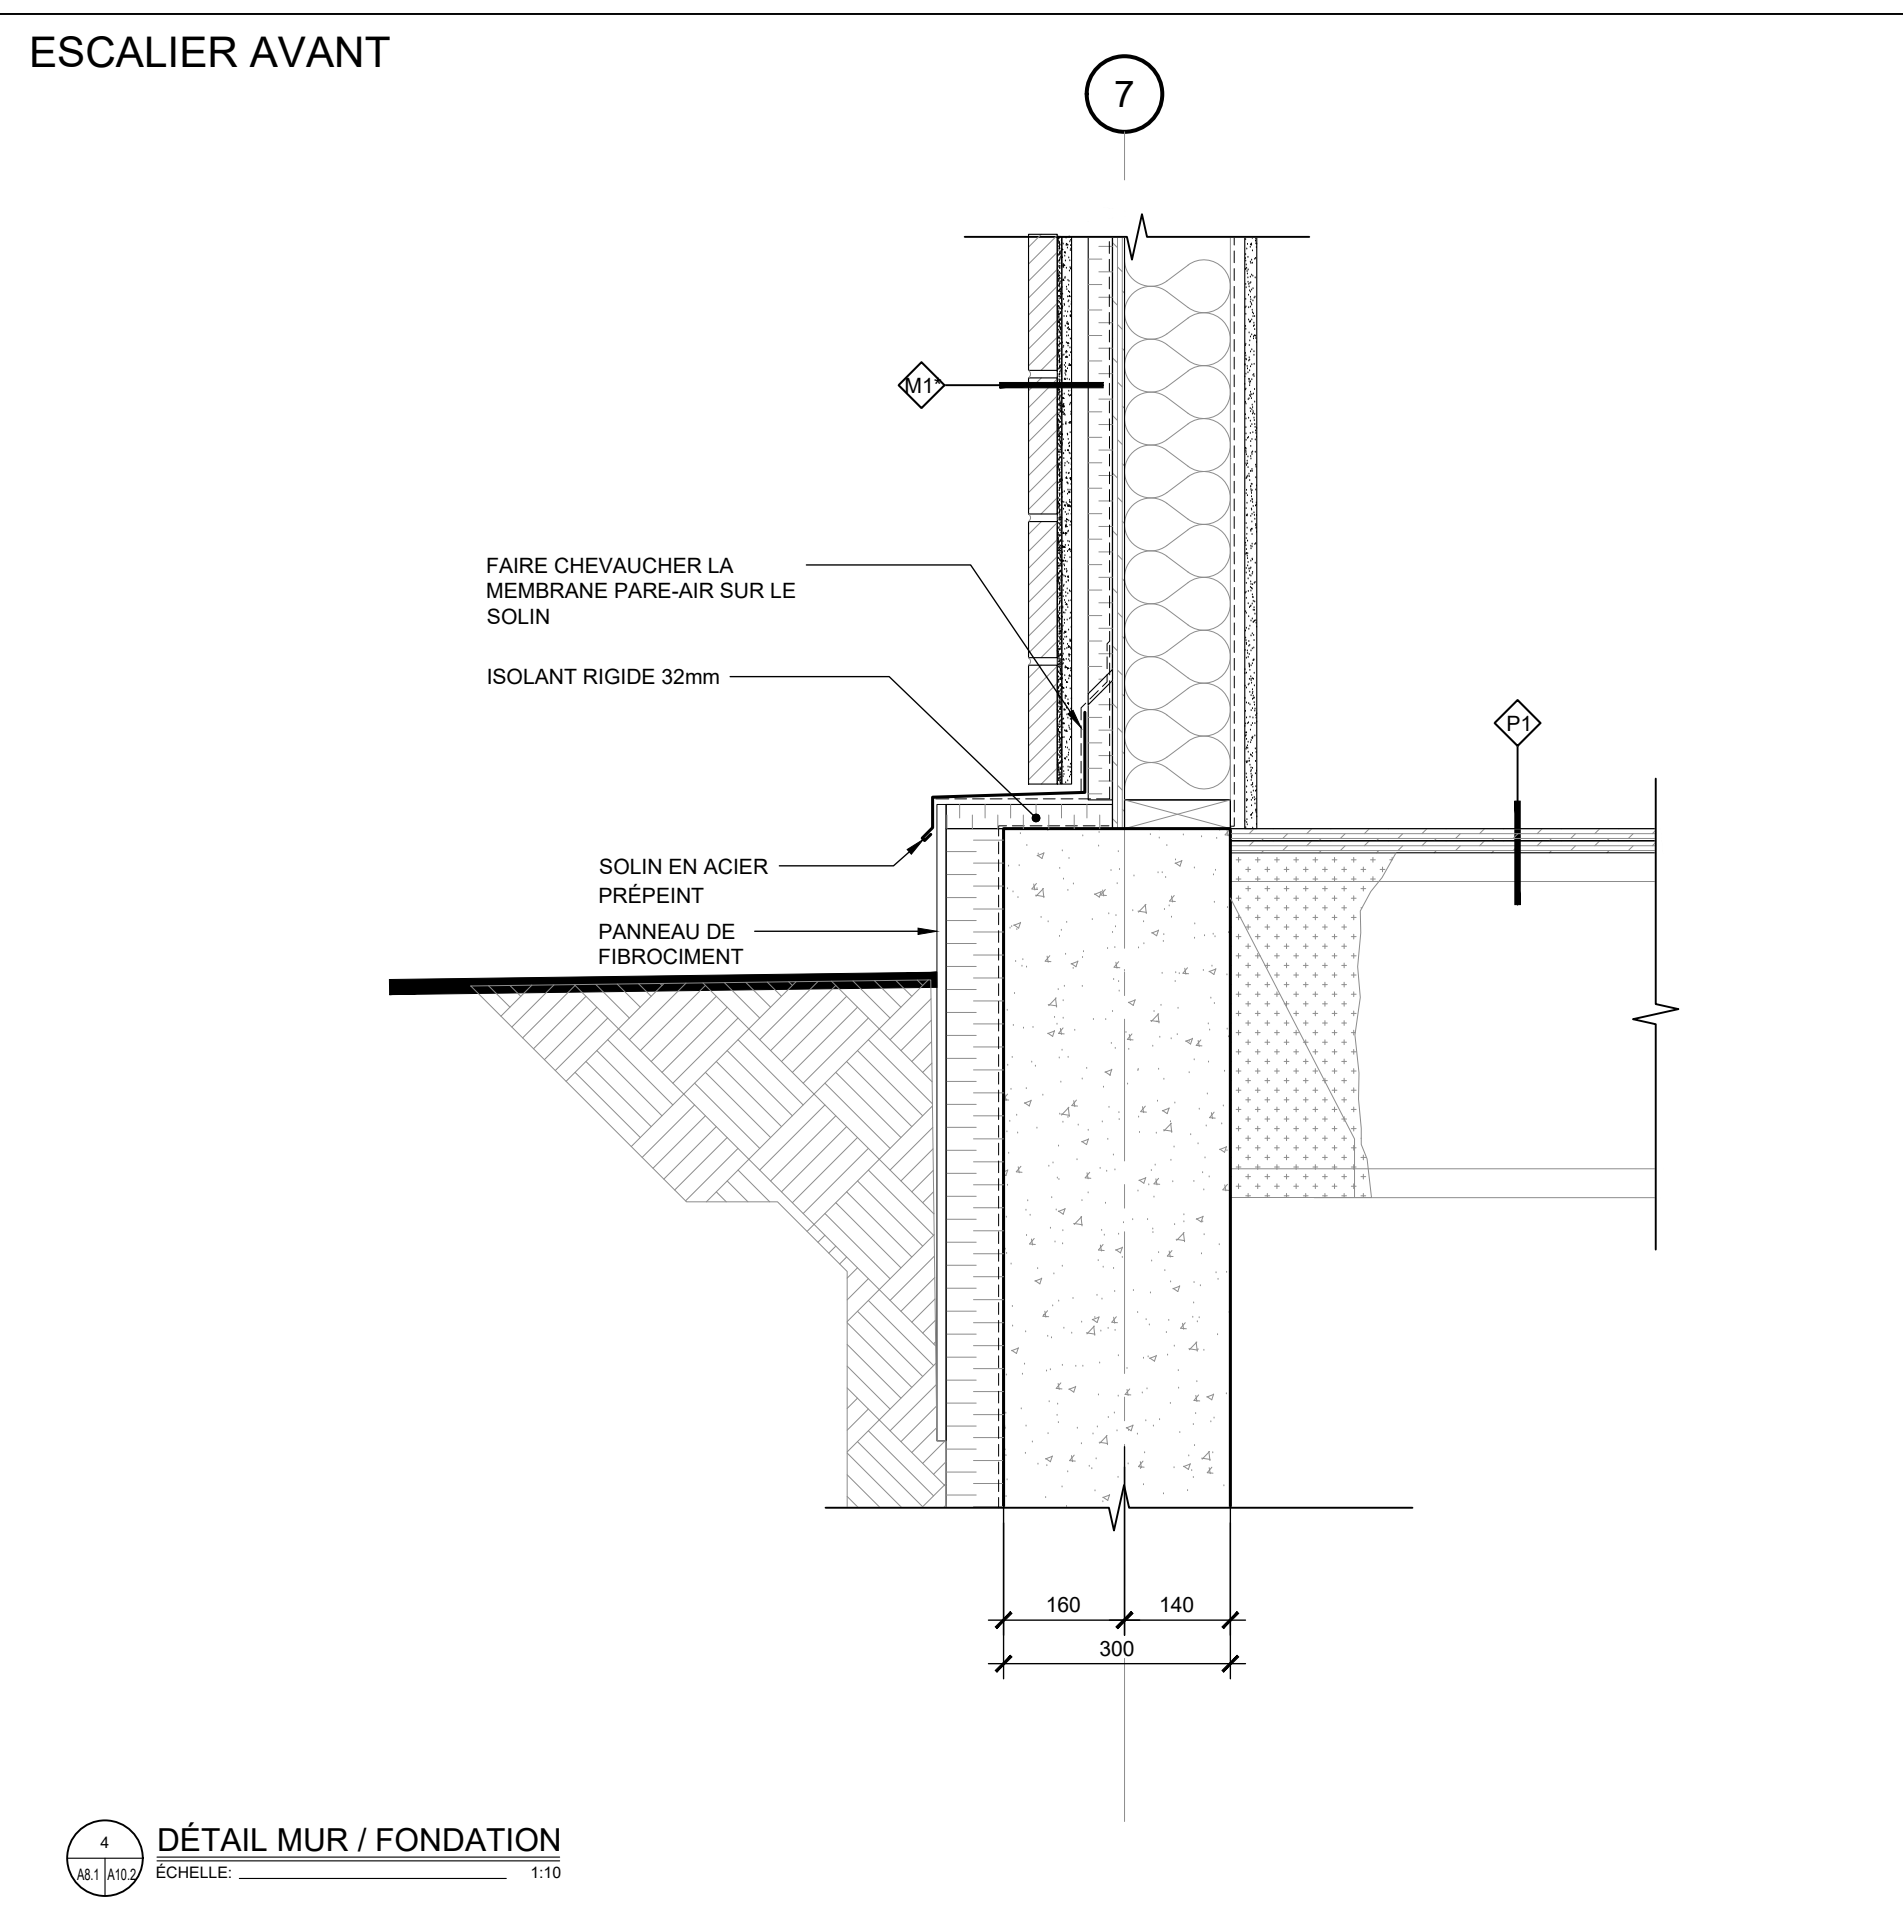 ESCALIER AVANT
7
M1*
FAIRE CHEVAUCHER LA
MEMBRANE PARE-AIR SUR LE
SOLIN
ISOLANT RIGIDE 32mm
P1
SOLIN EN ACIER
PRÉPEINT
PANNEAU DE
FIBROCIMENT
160
140
300
4
A8.1
A10.2
DÉTAIL MUR / FONDATION
ÉCHELLE: 1:10